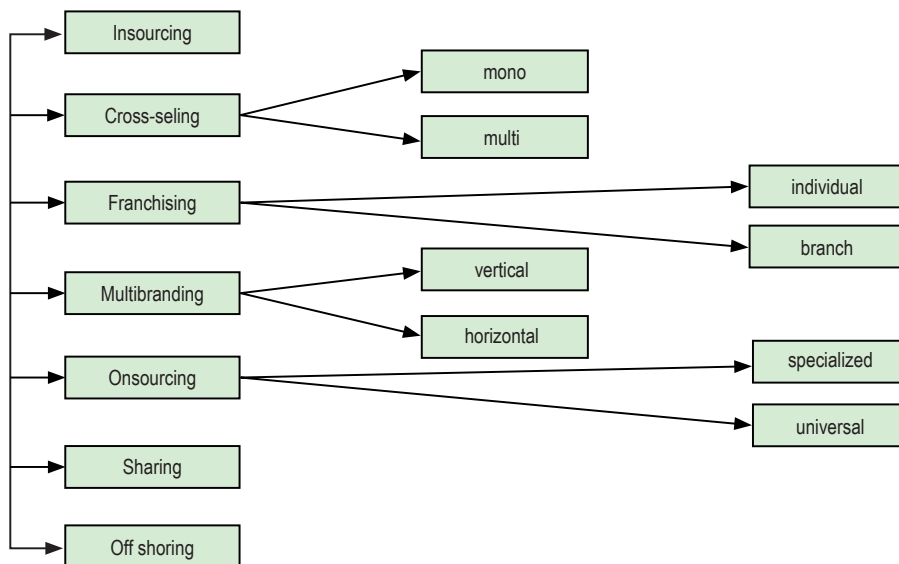 Insourcing
mono
Cross-seling
multi
individual
Franchising
branch
vertical
Multibranding
horizontal
specialized
Onsourcing
universal
Sharing
Off shoring